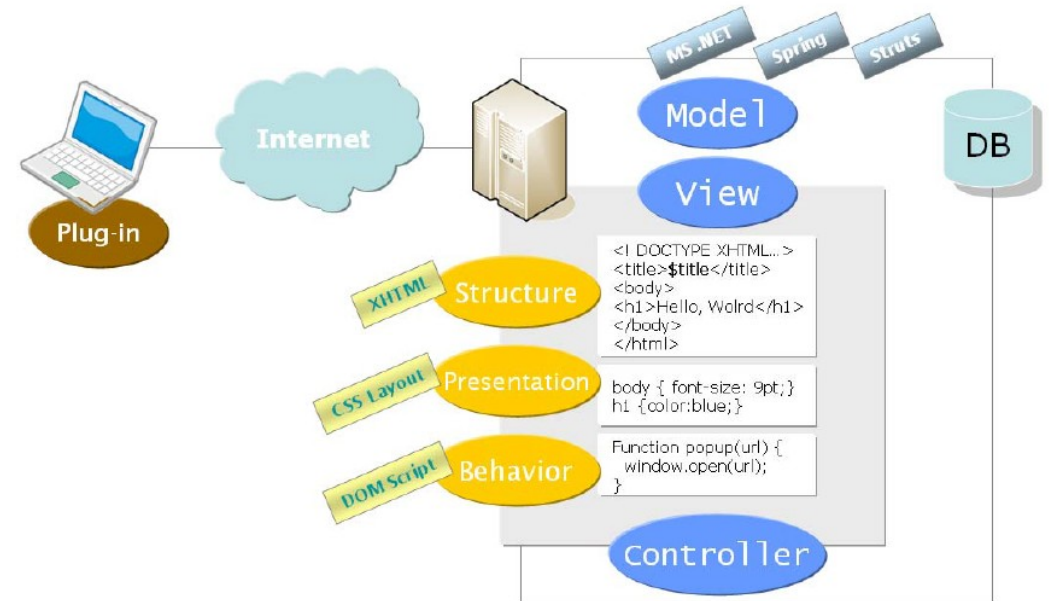 MS .NET
Spring
Struts
Model
Internet
DB
View
Plug-in
<! DOCTYPE XHTML...>
<title>$title</title>
<body>
<h1>Hello, Wolrd</h1>
</body>
</html>
XHTML
Structure
CSS Layout
Presentation
body { font-size: 9pt;}
h1 {color:blue;}
DOM Script
Behavior
Function popup(url) {
window.open(url);
}
Controller